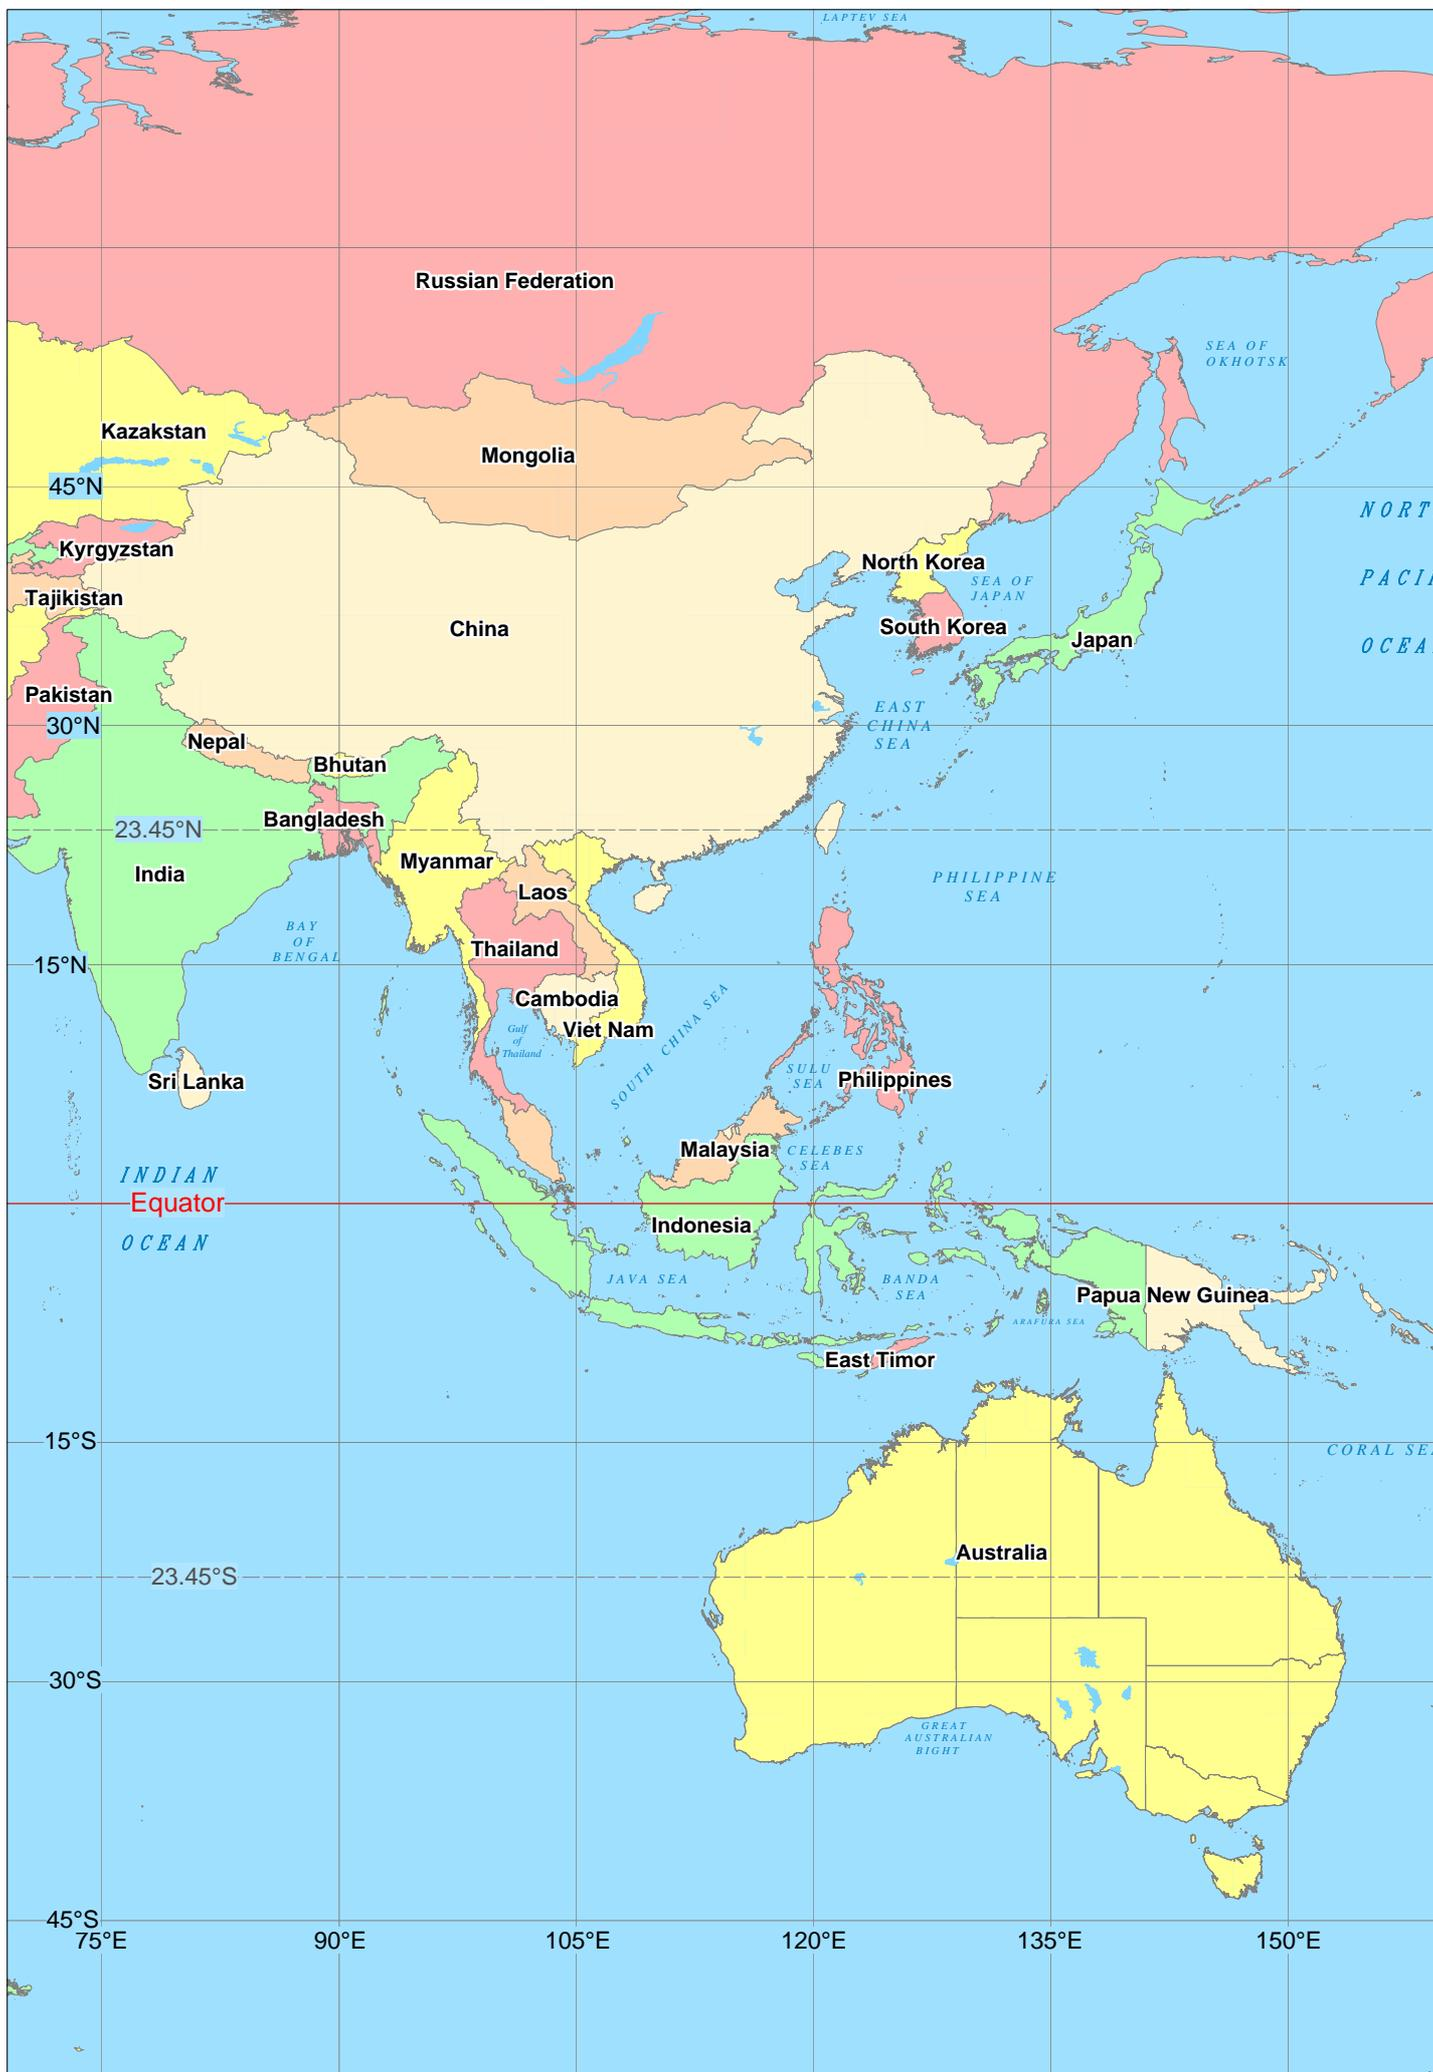 LAPTEV SEA
Russian Federation
SEA OF
OKHOTSK
Kazakstan
Mongolia
45°N
NORT
Kyrgyzstan
North Korea
PACI
SEA OF
JAPAN
Tajikistan
China
South Korea
Japan
OCEA
Pakistan
EAST
CHINA
SEA
30°N
Nepal
Bhutan
Bangladesh
23.45°N
Myanmar
India
PHILIPPINE
SEA
Laos
BAY
OF
BENGAL
Thailand
15°N
Cambodia
Viet Nam
Gulf
of
Thailand
SOUTH CHINA SEA
SULU
SEA
Philippines
Sri Lanka
Malaysia
CELEBES
SEA
INDIAN
Equator
OCEAN
Indonesia
JAVA SEA
BANDA
SEA
Papua New Guinea
ARAFURA SEA
East Timor
15°S
CORAL SEA
Australia
23.45°S
30°S
GREAT
AUSTRALIAN
BIGHT
45°S
75°E
90°E
105°E
120°E
135°E
150°E